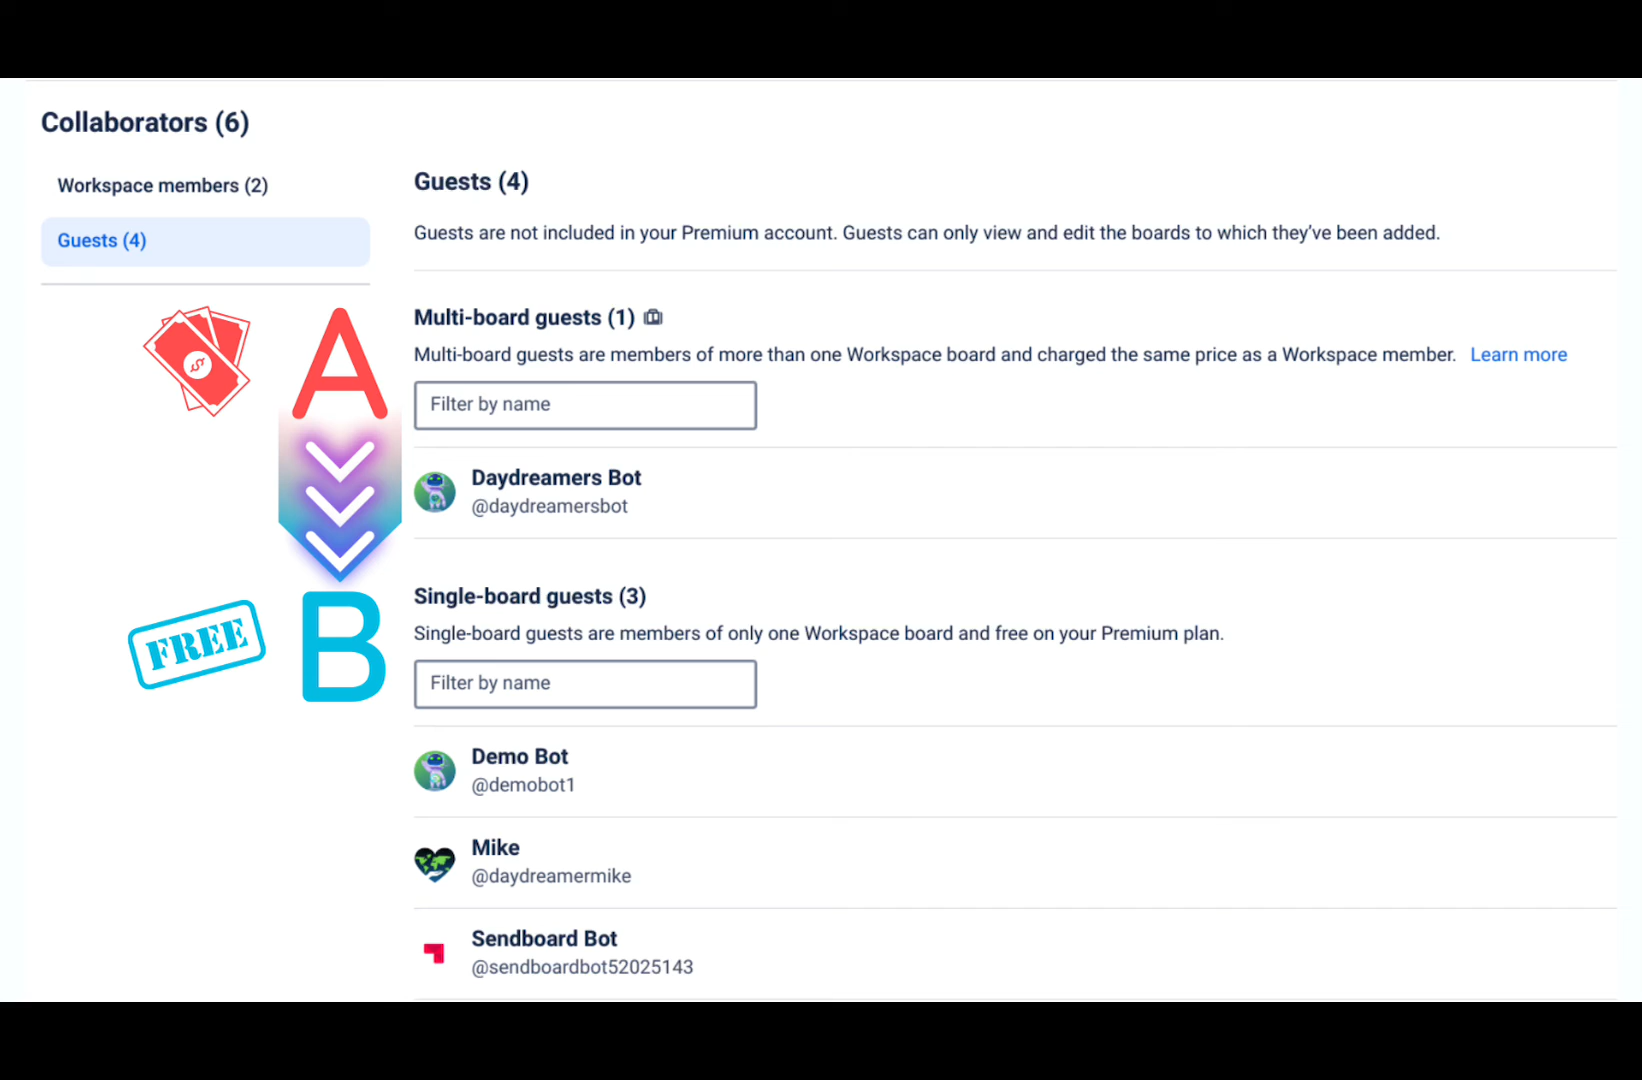 Collaborators (6)
Workspace members (2)
Guests (4)
Guests (4)
Guests are not included in your Premium account. Guests can only view and edit the boards to which they've been added.
A
Multi-board guests (1)
Multi-board guests are members of more than one Workspace board and charged the same price as a Workspace member. Learn more
Filter by name
Daydreamers Bot
@daydreamersbot
FREE
B
Single-board guests (3)
Single-board guests are members of only one Workspace board and free on your Premium plan.
Filter by name
Demo Bot
@demobot1
Mike
@daydreamermike
Sendboard Bot
@sendboardbot52025143